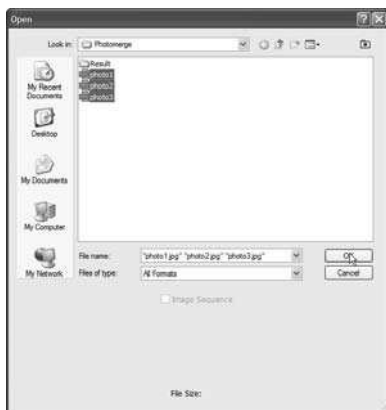 Open
Look in: Photomerge
Result
photo1
photo2
photo3
My Recent
Documents
Desktop
My Documents
My Computer
My Network
File name: "photo1.jpg" "photo2.jpg" "photo3.jpg"
OK
Files of type: All Formats
Cancel
Image Sequence
File Size: